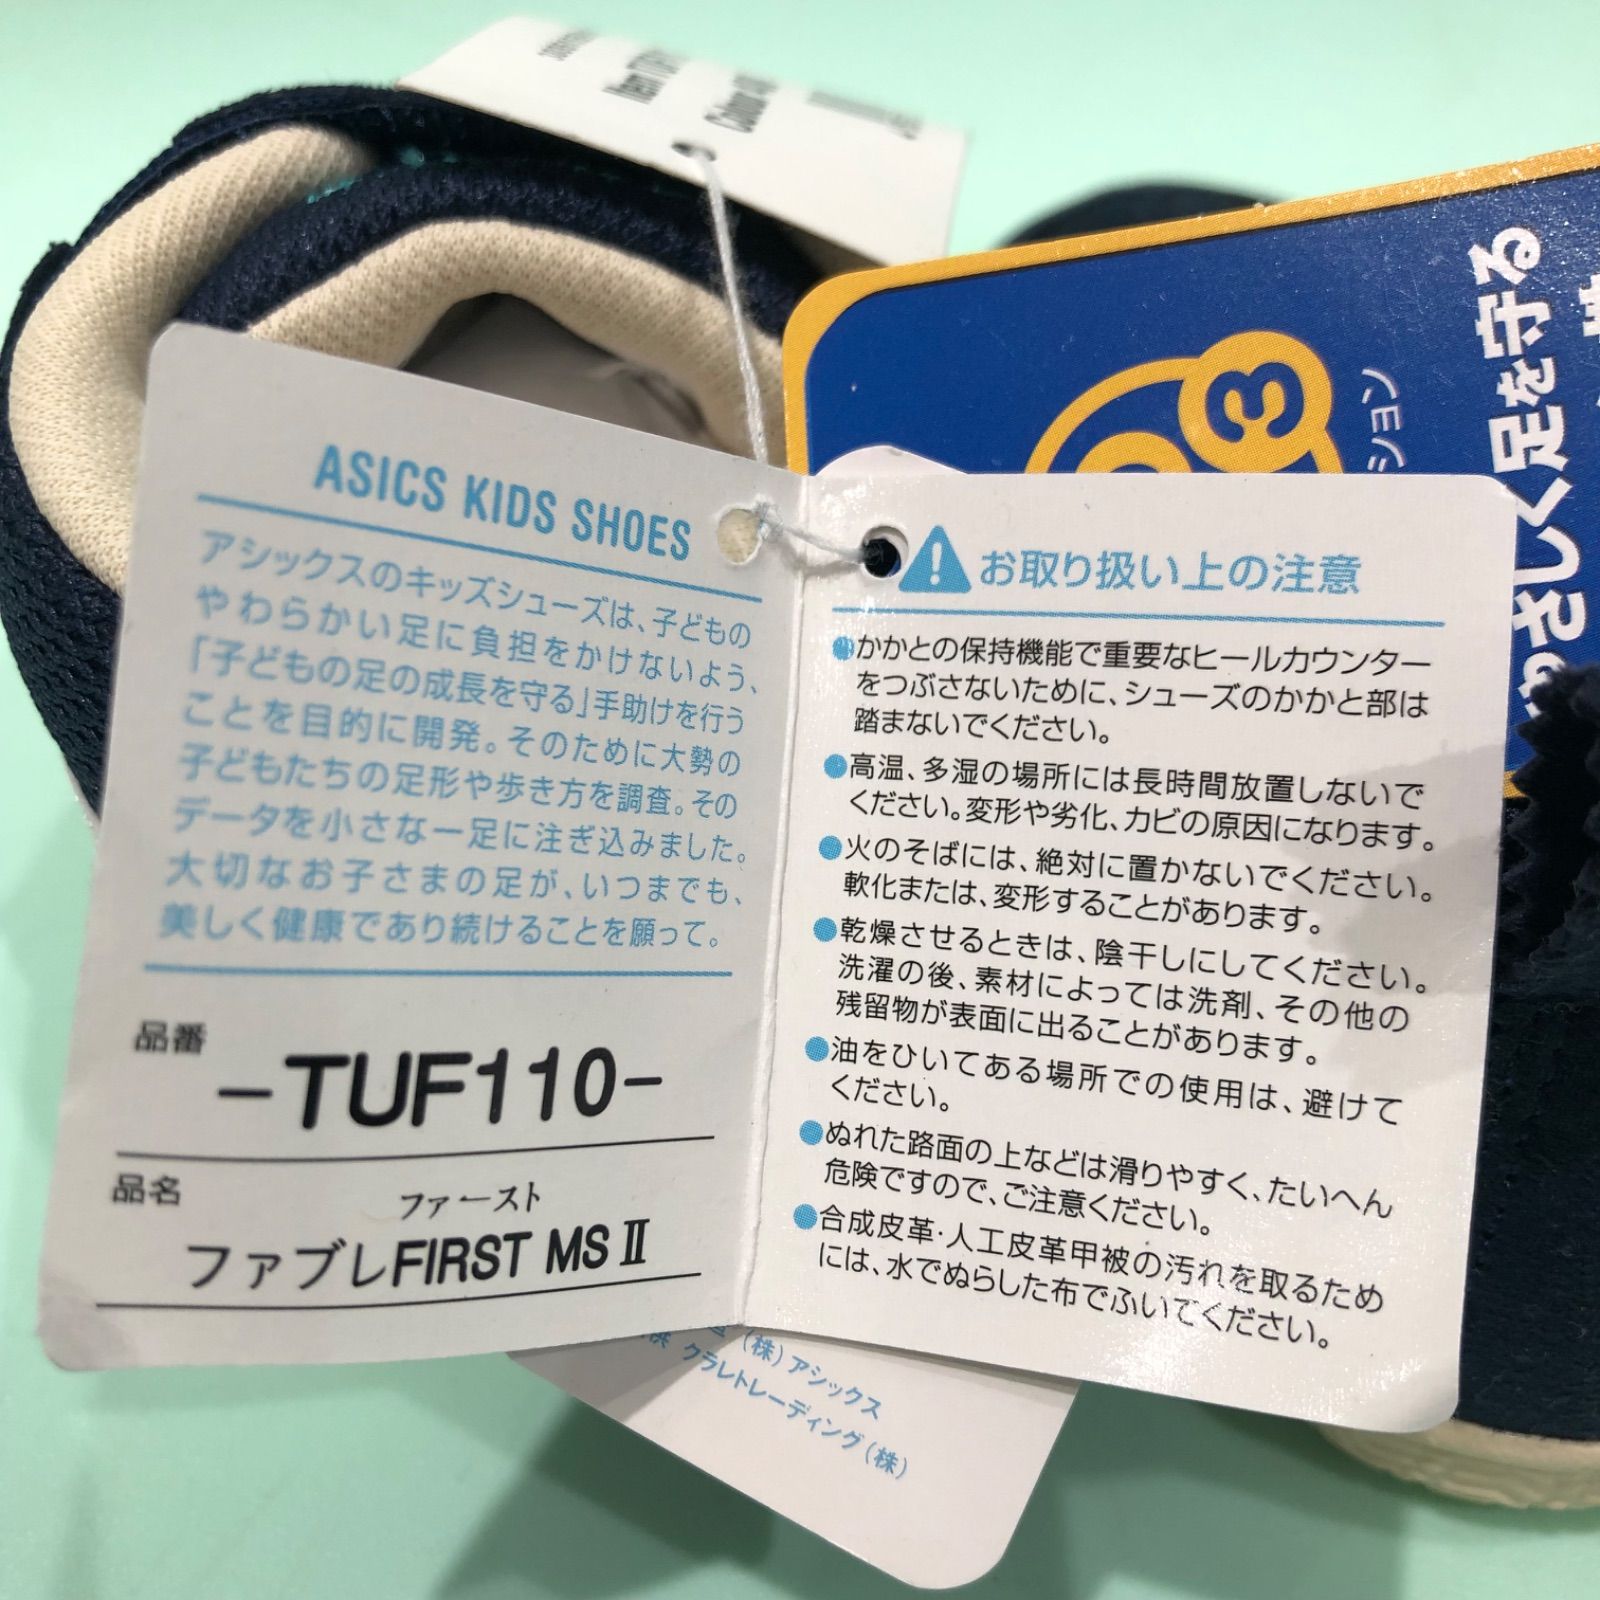 Item
Colour
3
ション
やさしく足を守る
ASICS KIDS SHOES
アシックスのキッズシューズは、子どもの
やわらかい足に負担をかけないよう、
「子どもの足の成長を守る」手助けを行う
ことを目的に開発。そのために大勢の
子どもたちの足形や歩き方を調査。その
データを小さな一足に注ぎ込みました。
大切なお子さまの足が、いつまでも、
美しく健康であり続けることを願って。
品番
-TUF110-
品名
ファースト
ファブレFIRST MS Ⅱ
お取り扱い上の注意
●かかとの保持機能で重要なヒールカウンター
をつぶさないために、シューズのかかと部は
踏まないでください。
●高温、多湿の場所には長時間放置しないで
ください。変形や劣化、カビの原因になります。
●火のそばには、絶対に置かないでください。
軟化または、変形することがあります。
●乾燥させるときは、陰干しにしてください。
洗濯の後、素材によっては洗剤、その他の
残留物が表面に出ることがあります。
●油をひいてある場所での使用は、避けて
ください。
●ぬれた路面の上などは滑りやすく、たいへん
危険ですので、ご注意ください。
●合成皮革・人工皮革甲被の汚れを取るため
には、水でぬらした布でふいてください。
(株)アシックス
クラレトレーディング(株)